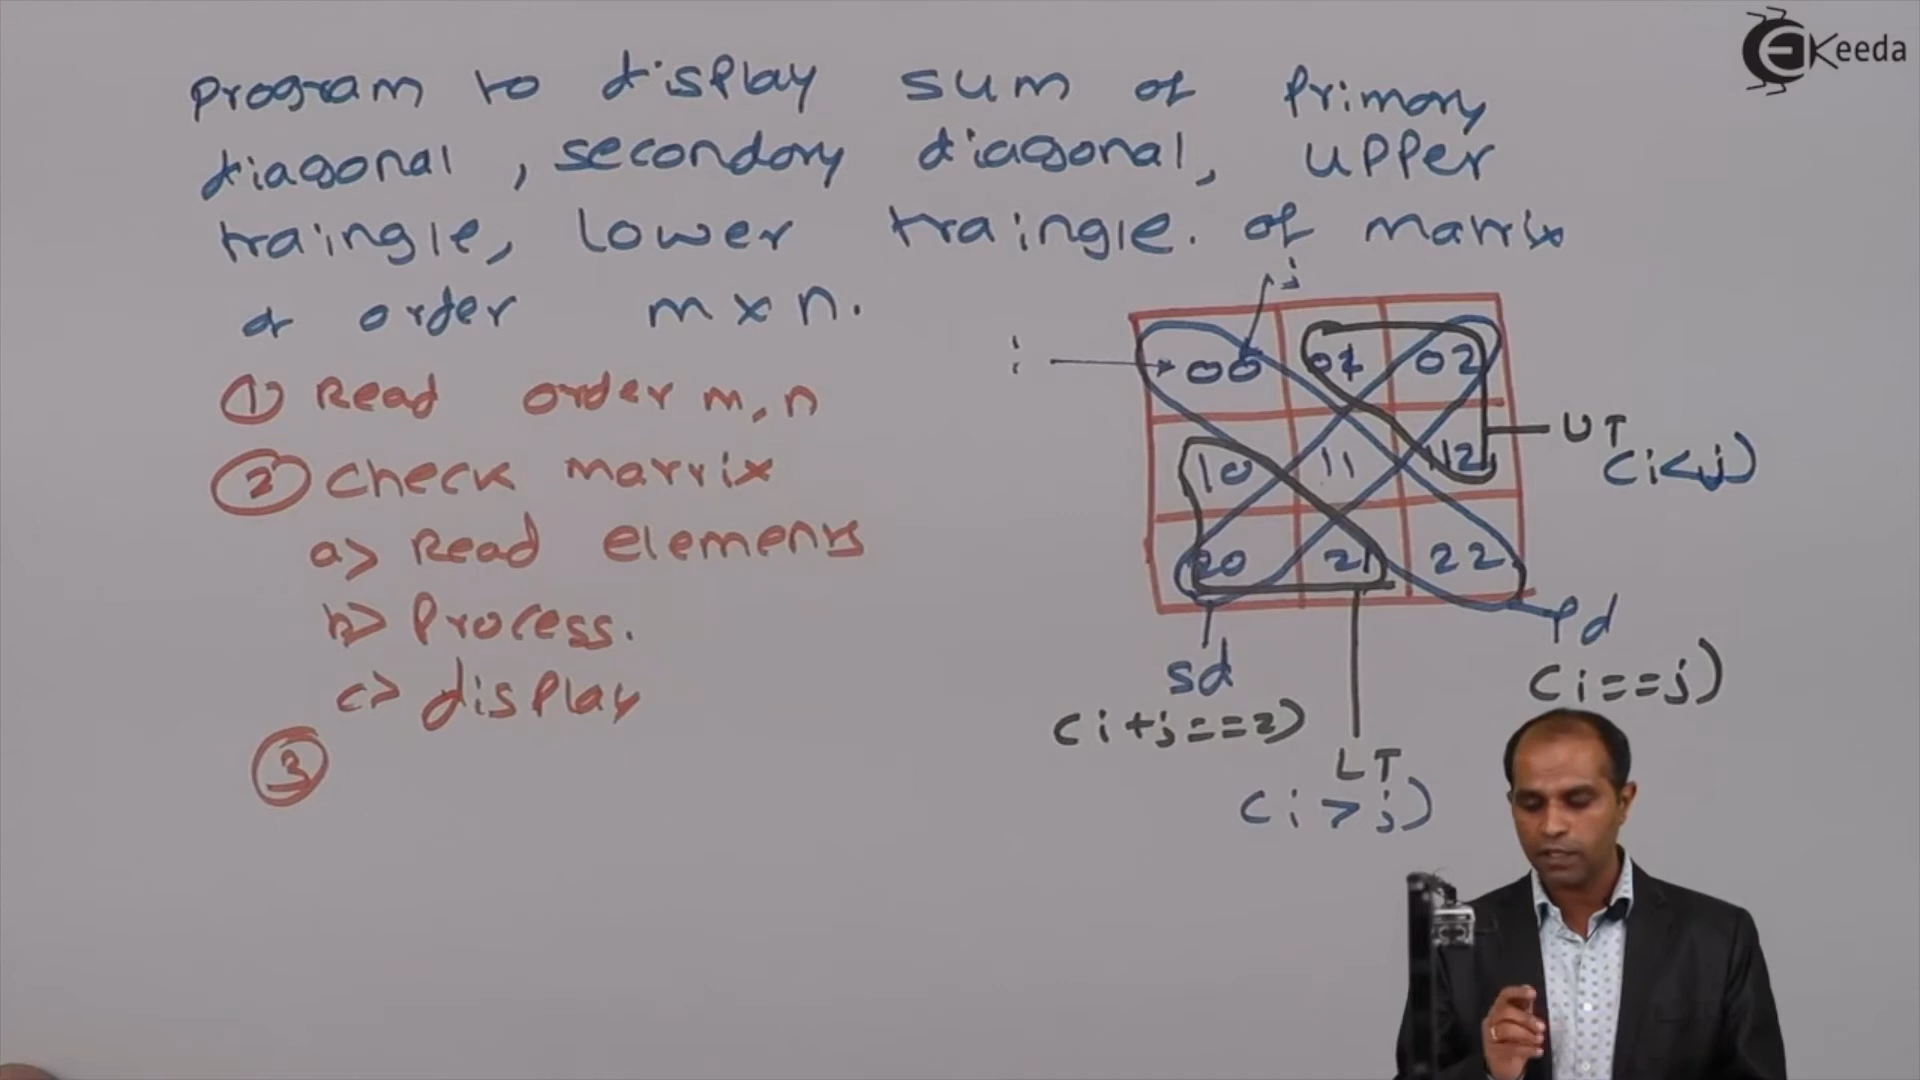 Program to display sum of Primary
diagonal, secondary diagonal, upper
traingle, lower traingle. of matrix
of order m x n.
① Read order m, n
② Check matrix
a> Read elements
b> Process.
c> display
③
i
j
00 01 02
10 11 12
20 21 22
UT
(i<j)
Pd
(i==j)
sd
(i+j==2)
LT
(i>j)
EKeeda